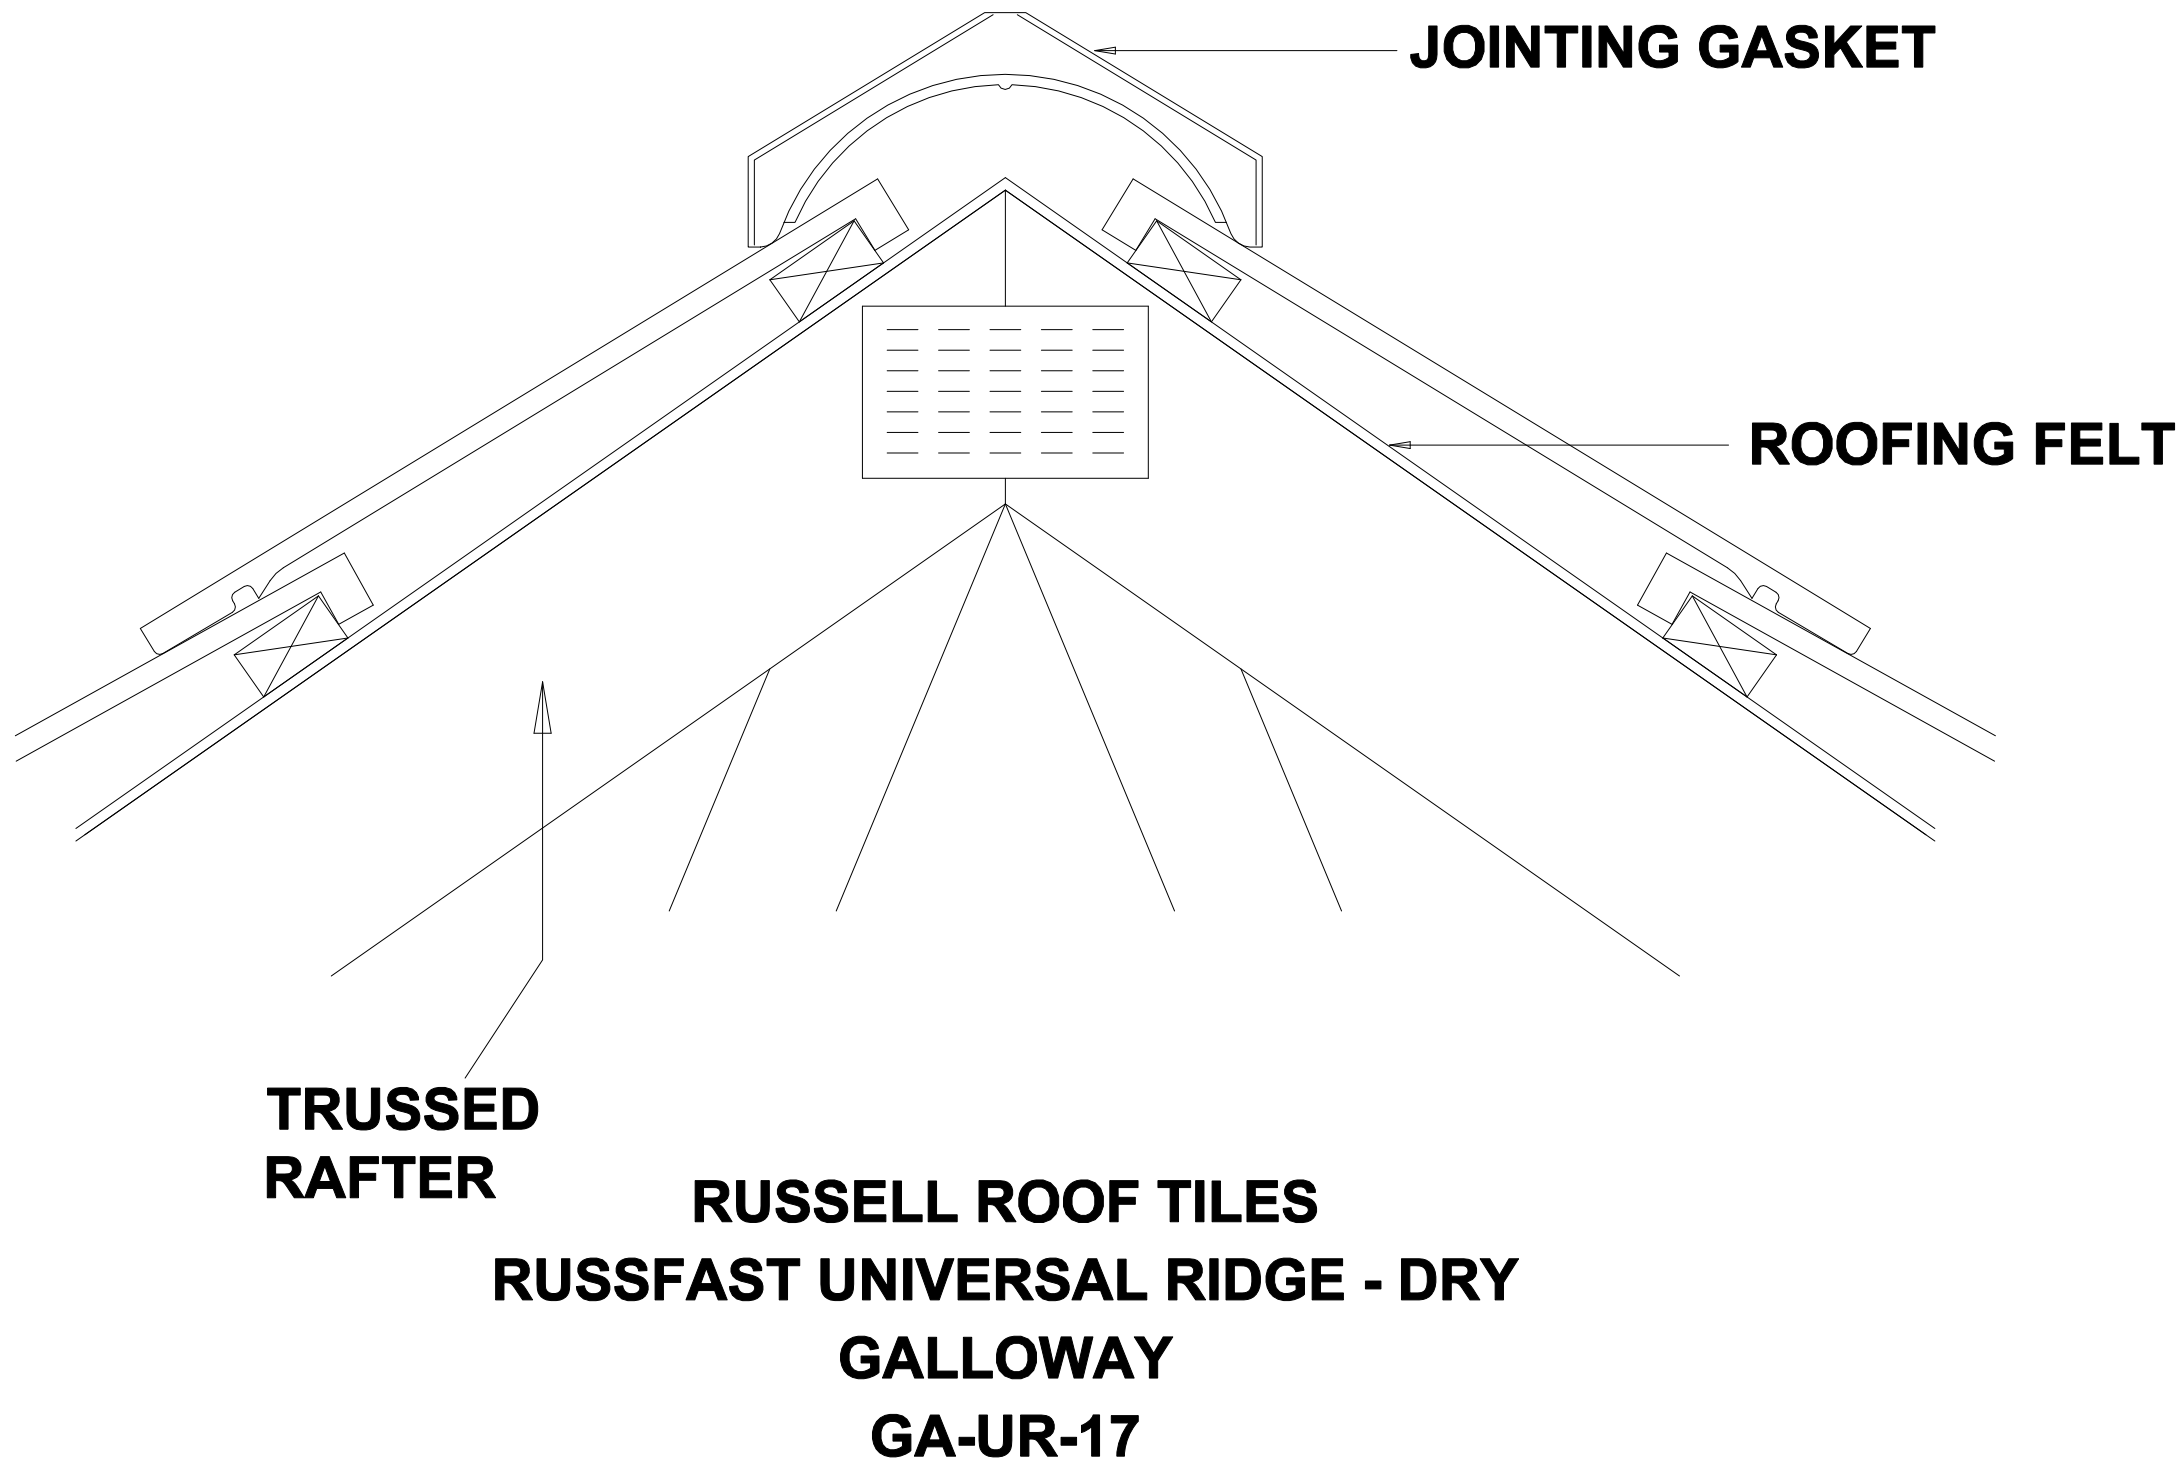 JOINTING GASKET
ROOFING FELT
TRUSSED
RAFTER
RUSSELL ROOF TILES
RUSSFAST UNIVERSAL RIDGE - DRY
GALLOWAY
GA-UR-17